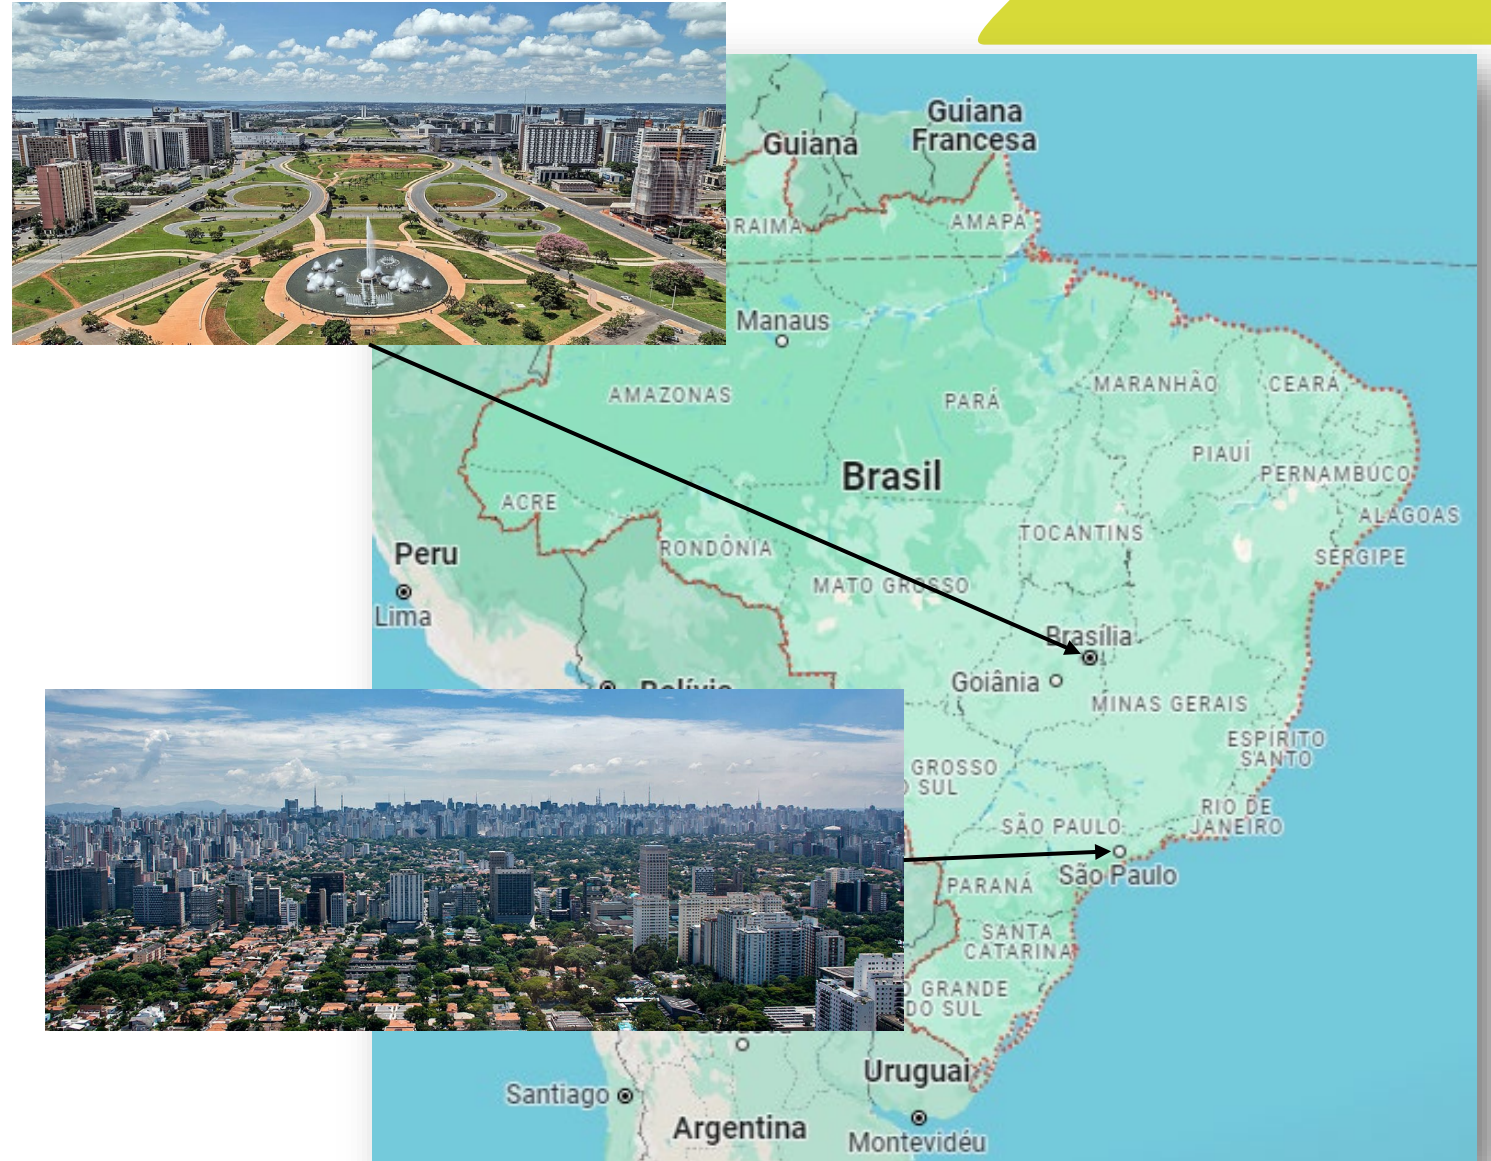 Guiana
Francesa
Guiana
AMAPÁ
Manaus
AMAZONAS
PARÁ
MARANHÃO
CEARÁ
Brasil
PIAUÍ
PERNAMBUCO
ACRE
ALAGOAS
TOCANTINS
Peru
RONDÔNIA
SERGIPE
MATO GROSSO
Lima
Brasília
Goiânia
MINAS GERAIS
ESPÍRITO
SANTO
GROSSO
SUL
RIO DE
JANEIRO
SÃO PAULO
São Paulo
PARANÁ
SANTA
CATARINA
GRANDE
DO SUL
Uruguai
Santiago
Argentina
Montevidéu